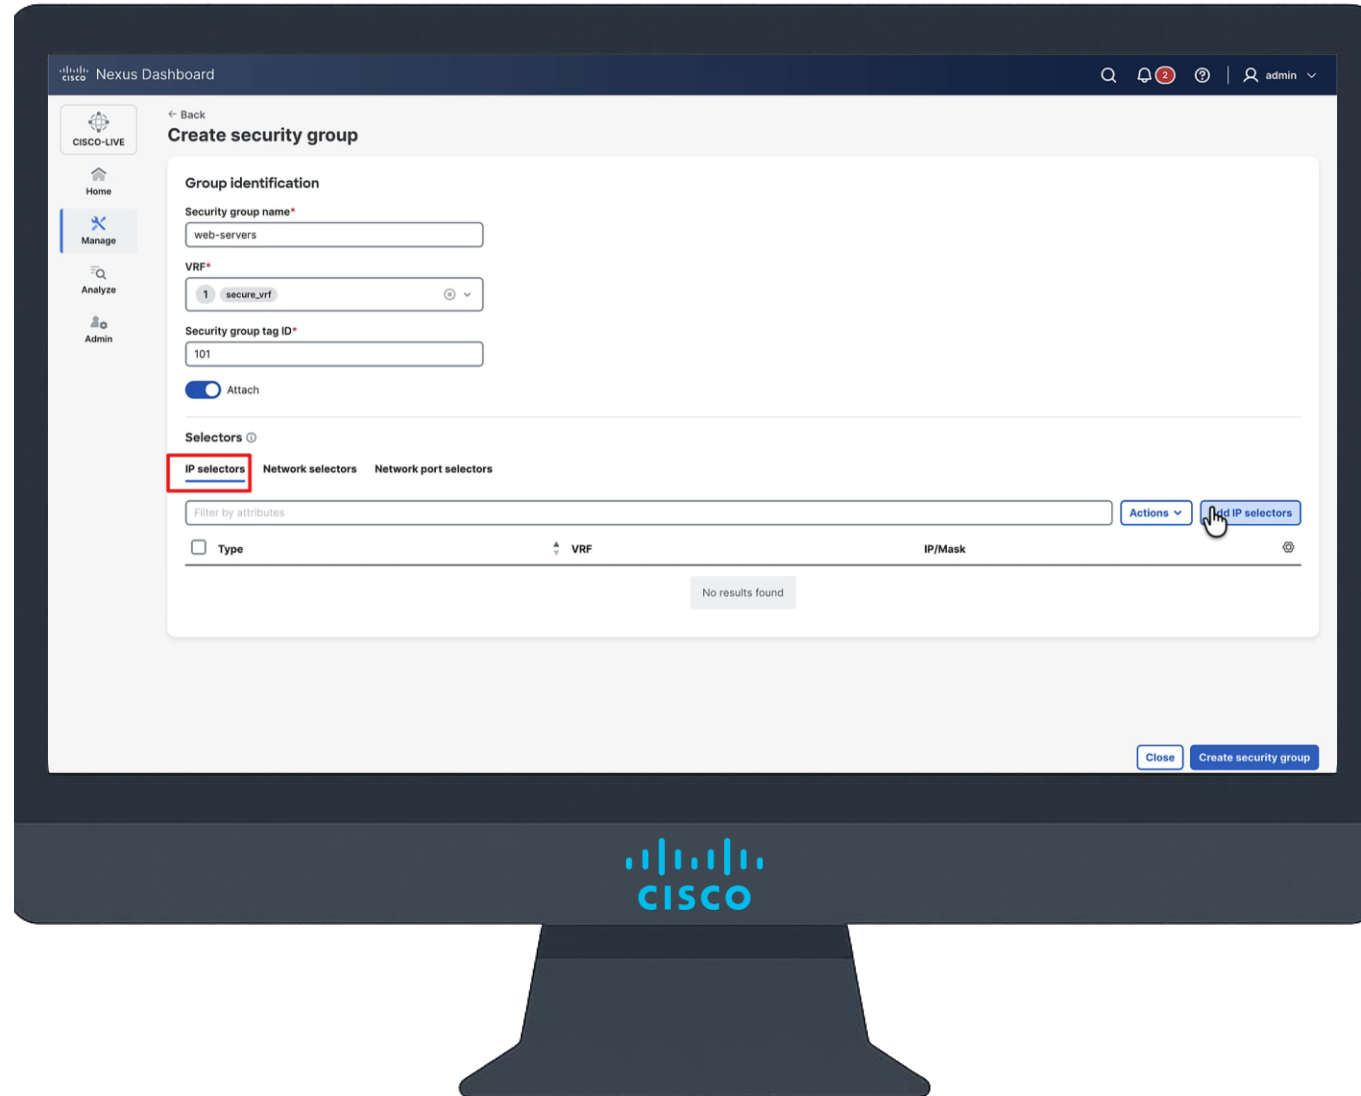 cisco Nexus Dashboard
2
admin
CISCO-LIVE
Home
Manage
Analyze
Admin
← Back
Create security group
Group identification
Security group name*
web-servers
VRF*
1 secure_vrf
Security group tag ID*
101
Attach
Selectors
IP selectors Network selectors Network port selectors
Filter by attributes
Actions
IP selectors
Type VRF IP/Mask
No results found
Close Create security group
CISCO